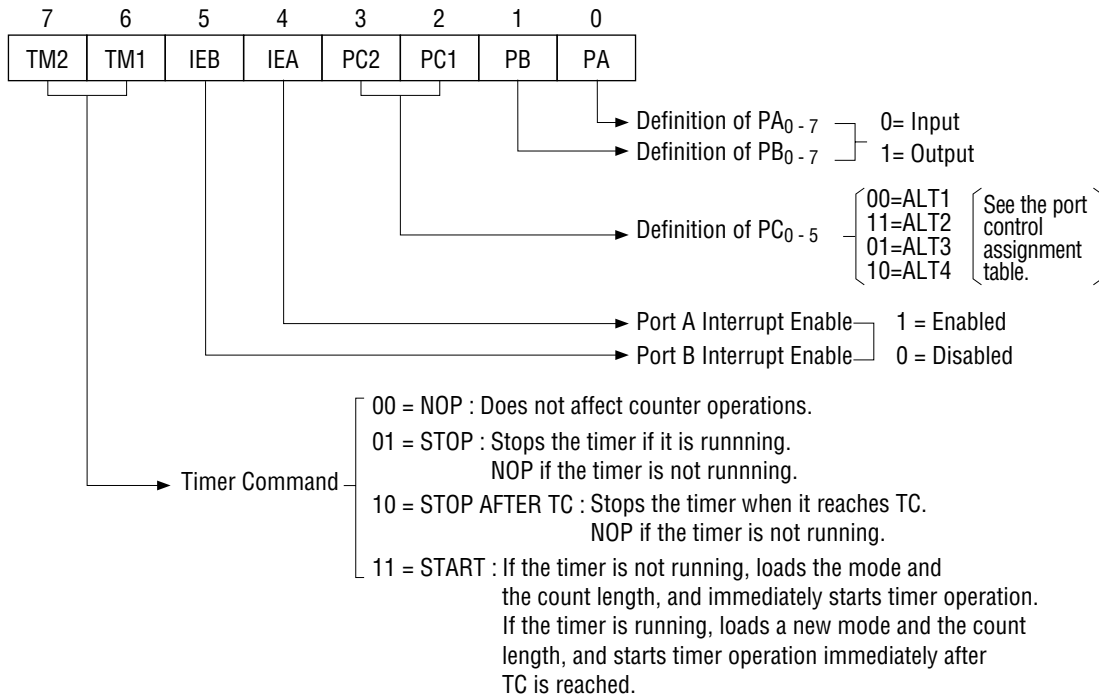 7 6 5 4 3 2 1 0
TM2 TM1 IEB IEA PC2 PC1 PB PA
Definition of PA0 - 7
0= Input
Definition of PB0 - 7
1= Output
Definition of PC0 - 5
00=ALT1
11=ALT2
01=ALT3
10=ALT4
See the port
control
assignment
table.
Port A Interrupt Enable
1 = Enabled
Port B Interrupt Enable
0 = Disabled
Timer Command
00 = NOP : Does not affect counter operations.
01 = STOP : Stops the timer if it is runnning.
NOP if the timer is not runnning.
10 = STOP AFTER TC : Stops the timer when it reaches TC.
NOP if the timer is not running.
11 = START : If the timer is not running, loads the mode and
the count length, and immediately starts timer operation.
If the timer is running, loads a new mode and the count
length, and starts timer operation immediately after
TC is reached.